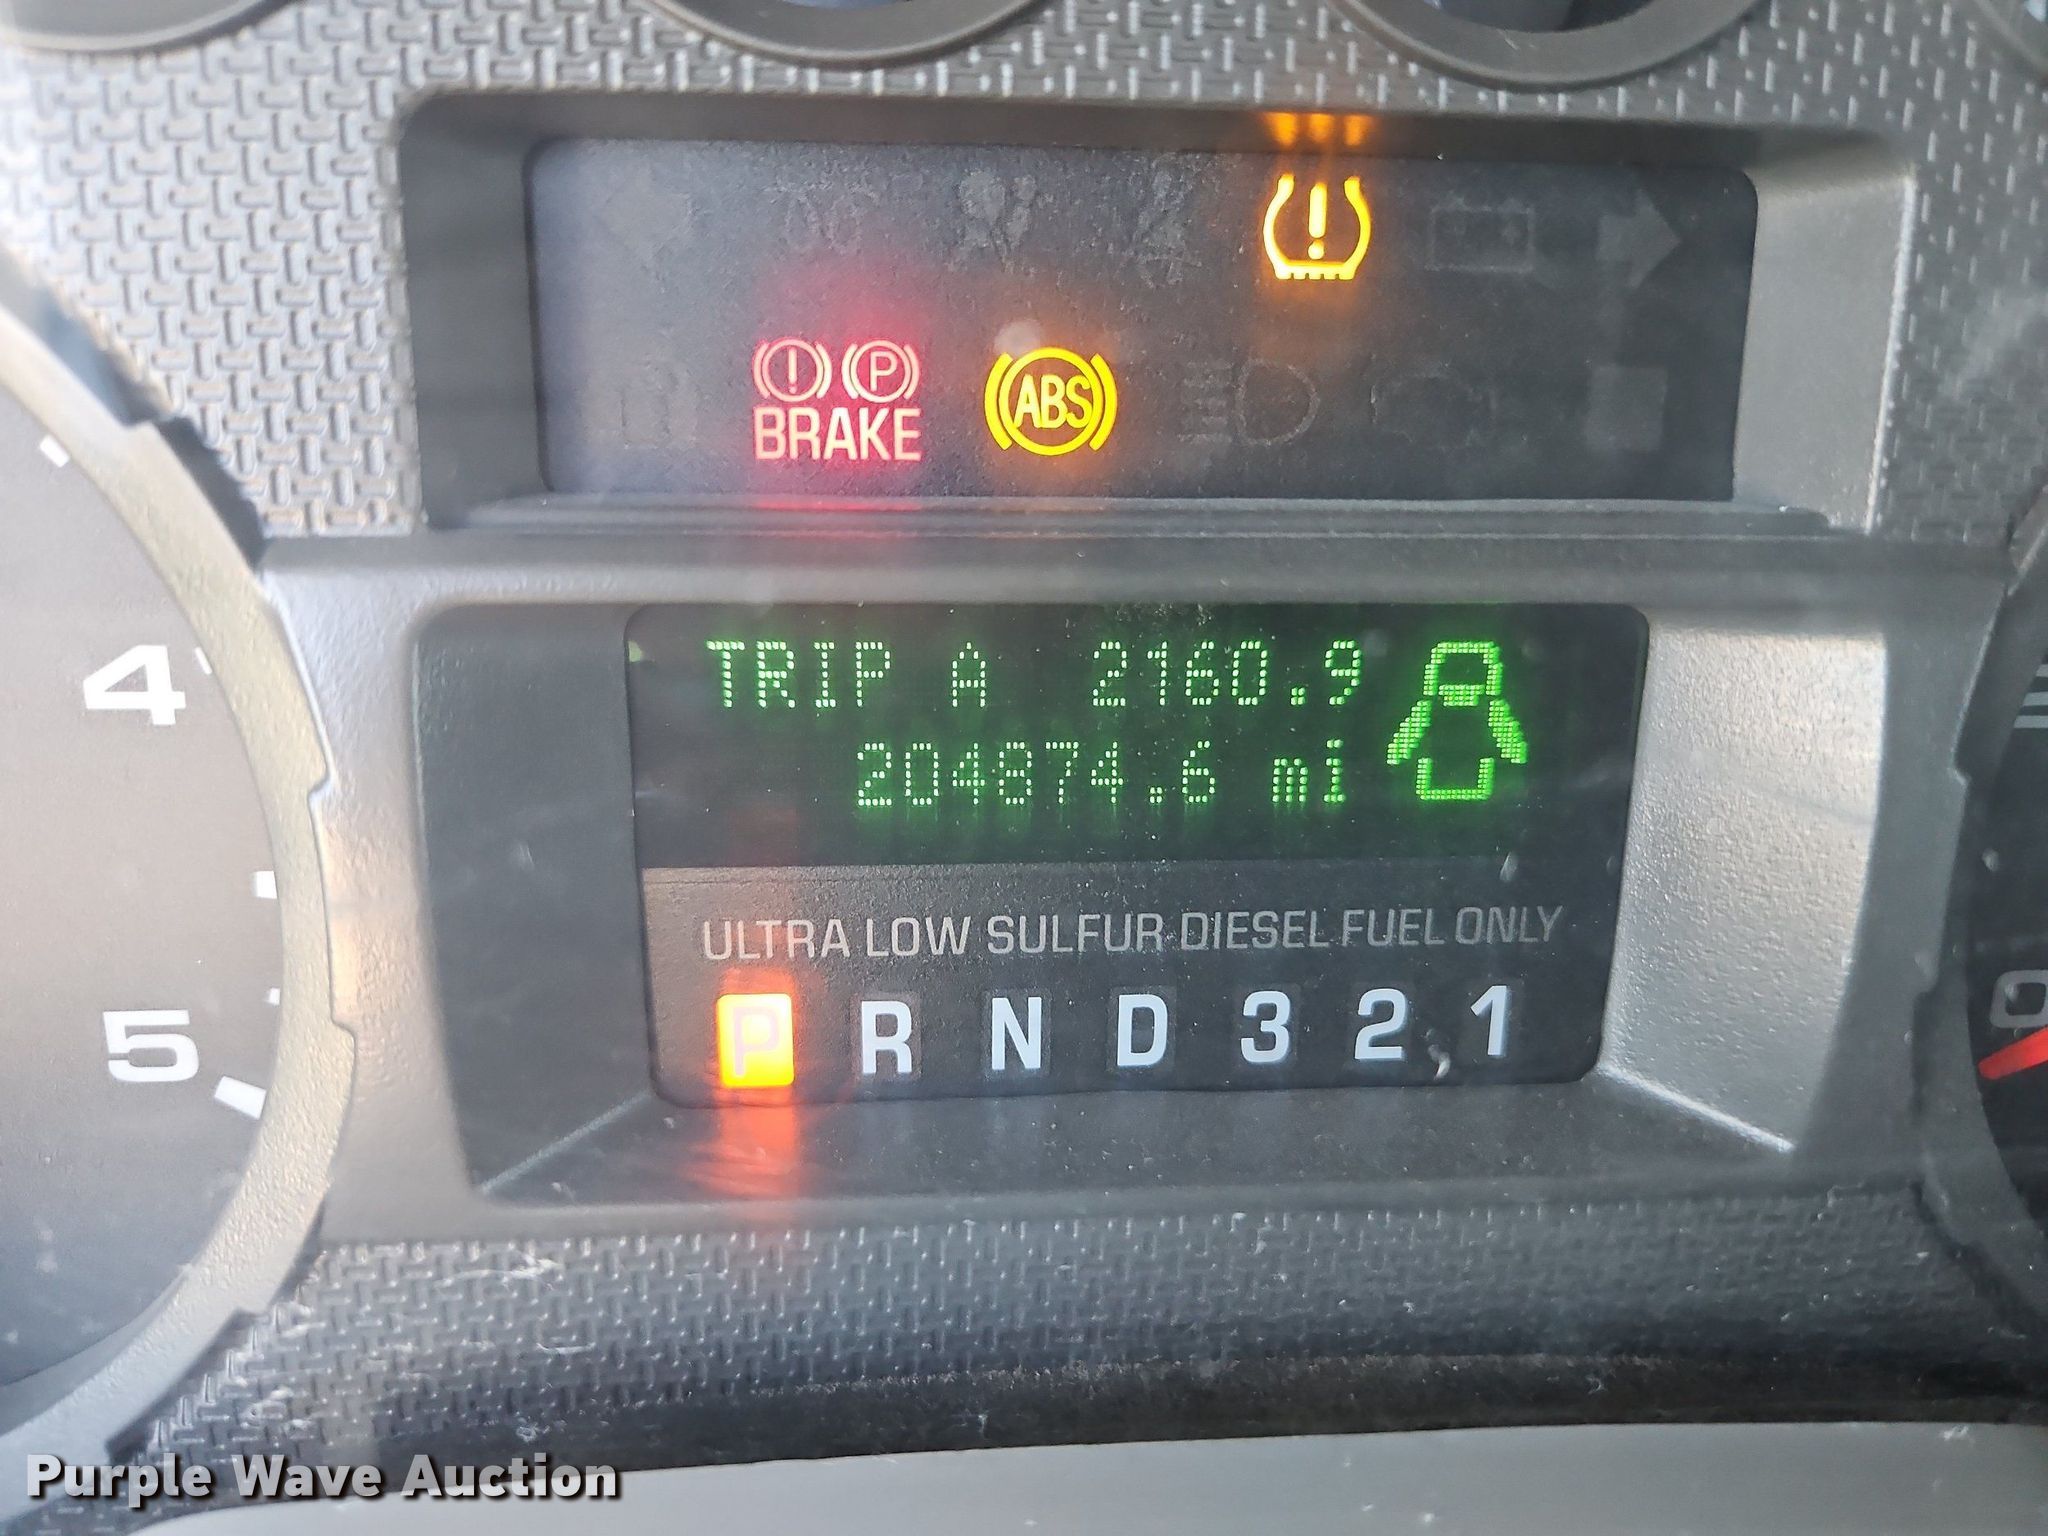 !
P
BRAKE
ABS
!
4
TRIP A 2160.9
204874.6 mi
ULTRA LOW SULFUR DIESEL FUEL ONLY
0
P R N D 3 2 1
5
Purple Wave Auction